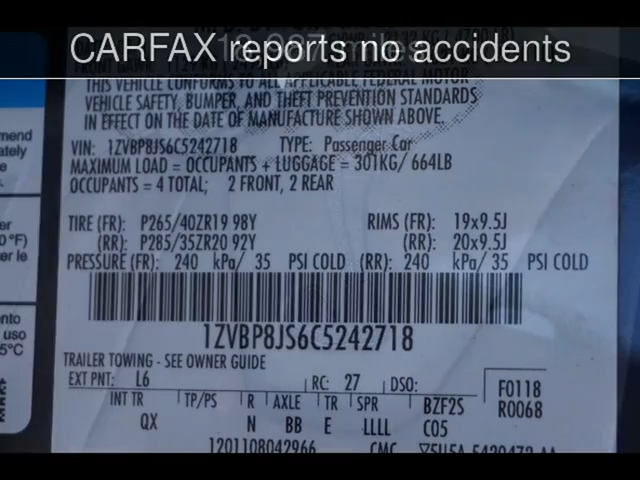 CARFAX reports no accidents
THIS VEHICLE CONFORMS TO ALL APPLICABLE FEDERAL MOTOR
VEHICLE SAFETY, BUMPER, AND THEFT PREVENTION STANDARDS
IN EFFECT ON THE DATE OF MANUFACTURE SHOWN ABOVE.
VIN: 1ZVBP8JS6C5242718 TYPE: Passenger Car
MAXIMUM LOAD = OCCUPANTS + LUGGAGE = 301KG/ 664LB
OCCUPANTS = 4 TOTAL; 2 FRONT, 2 REAR
TIRE (FR): P265/40ZR19 98Y RIMS (FR): 19x9.5J
(RR): P285/35ZR20 92Y (RR): 20x9.5J
PRESSURE (FR): 240 kPa/ 35 PSI COLD (RR): 240 kPa/ 35 PSI COLD
1ZVBP8JS6C5242718
TRAILER TOWING - SEE OWNER GUIDE
EXT PNT: L6 RC: 27 DSO: F0118
INT TR TP/PS R AXLE TR SPR BZF2S R0068
QX N BB E LLLL C05
1201108042966 CMC